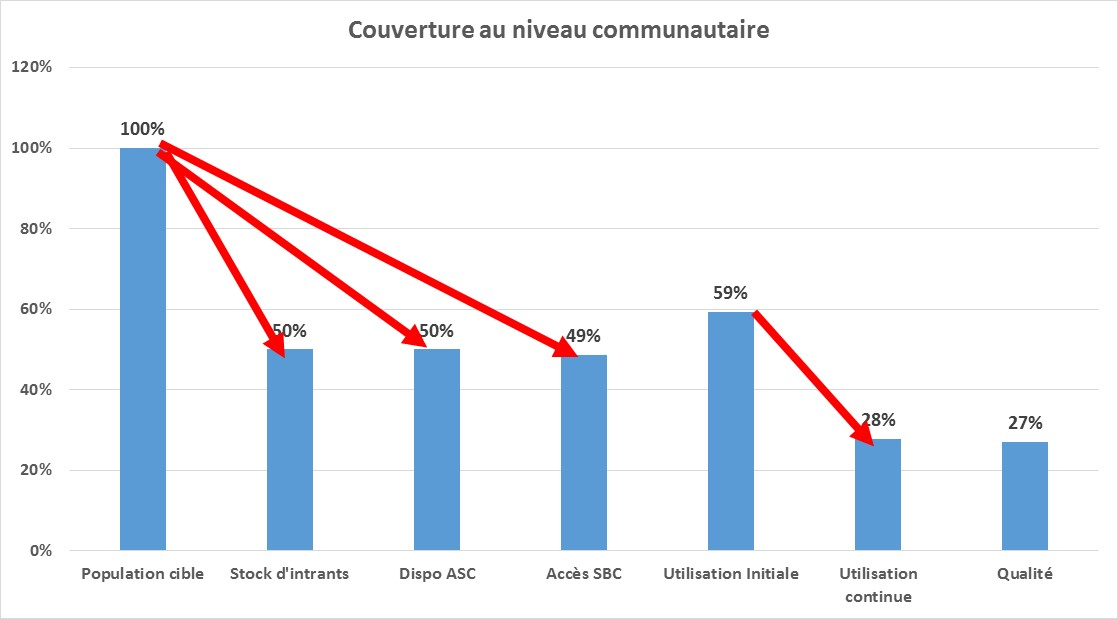 Couverture au niveau communautaire
120%
100%
80%
60%
40%
20%
0%
100%
50%
50%
49%
59%
28%
27%
Population cible
Stock d'intrants
Dispo ASC
Accès SBC
Utilisation Initiale
Utilisation
continue
Qualité